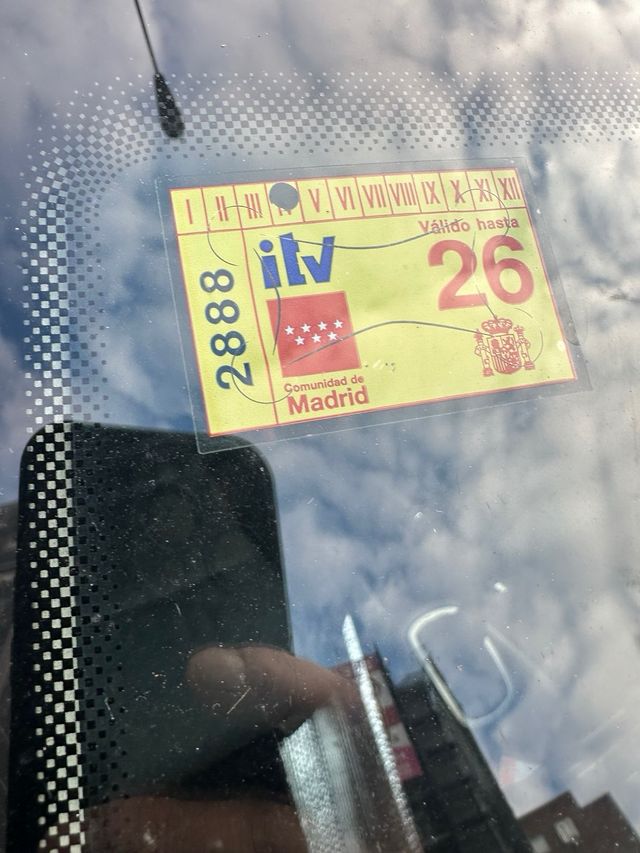 I II III IV V VI VII VIII IX X XI XII
Válido hasta
itv
26
2888
Comunidad de
Madrid